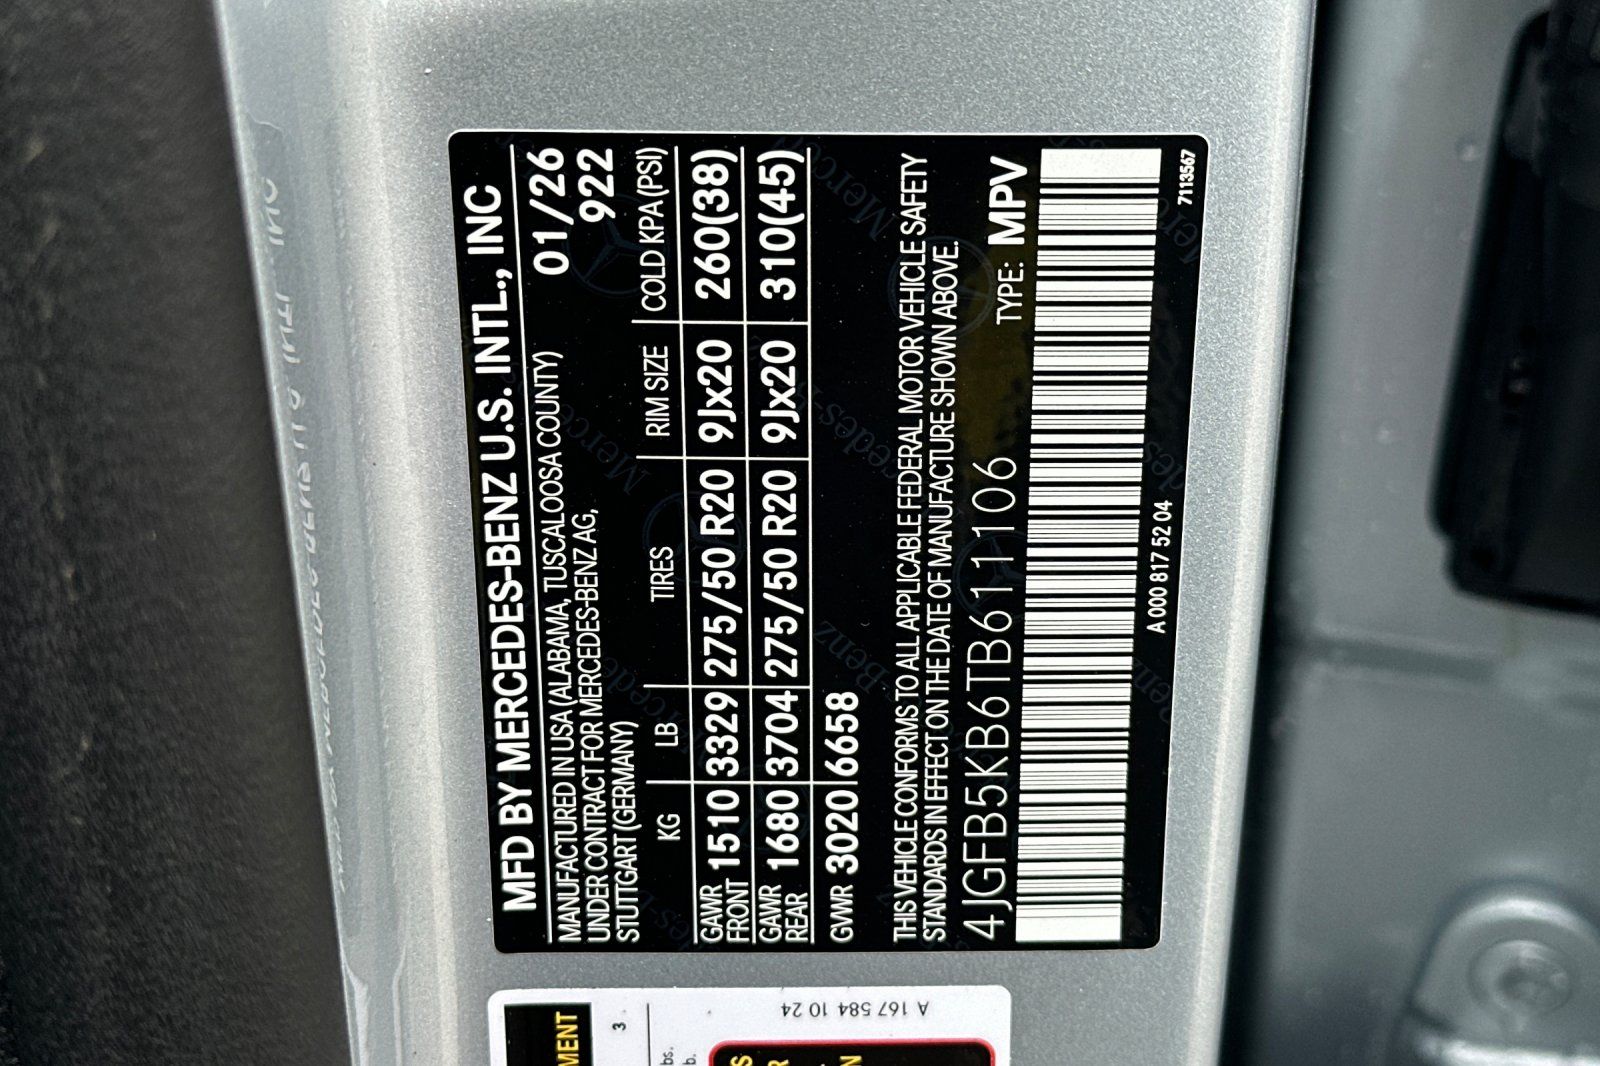 MFD BY MERCEDES-BENZ U.S. INTL., INC
MANUFACTURED IN USA (ALABAMA, TUSCALOOSA COUNTY) 01/26
UNDER CONTRACT FOR MERCEDES-BENZ AG, 922
STUTTGART (GERMANY)
KG LB TIRES RIM SIZE COLD KPA (PSI)
GAWR FRONT 1510 3329 275/50 R20 9Jx20 260(38)
GAWR REAR 1680 3704 275/50 R20 9Jx20 310(45)
GVWR 3020 6658
THIS VEHICLE CONFORMS TO ALL APPLICABLE FEDERAL MOTOR VEHICLE SAFETY
STANDARDS IN EFFECT ON THE DATE OF MANUFACTURE SHOWN ABOVE.
4JGFB5KB6TB611106 TYPE: MPV
A 000 817 52 04 7113567
A 167 584 10 24
3